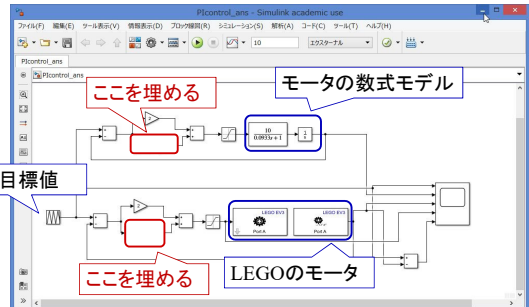 PIcontrol_ans - Simulink academic use
ファイル(F) 編集(E) ツール表示(V) 情報表示(D) ブロック線図(R) シミュレーション(S) 解析(A) コード(C) ツール(T) ヘルプ(H)
10 エクスターナル
PIcontrol_ans
PIcontrol_ans
ここを埋める
モータの数式モデル
2
10
0.0933s + 1
1
s
目標値
2
LEGO EV3
Port A
LEGO EV3
Port A
ここを埋める
LEGOのモータ